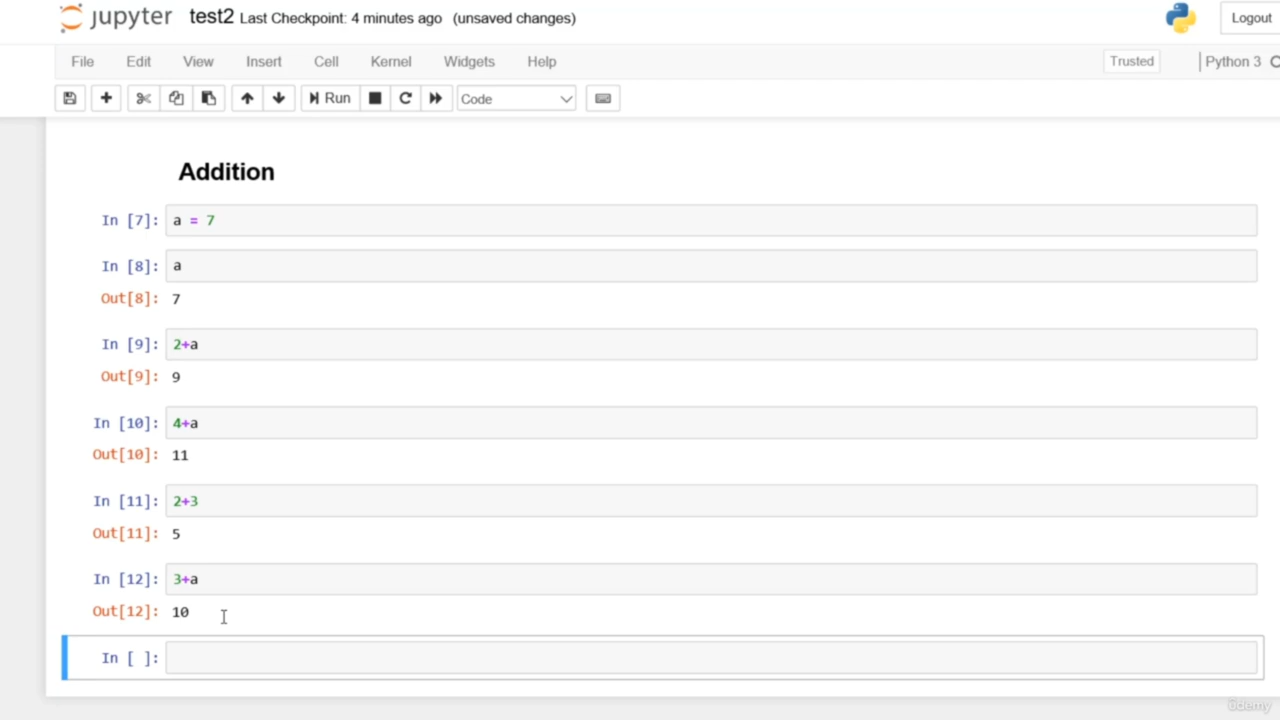 jupyter test2 Last Checkpoint: 4 minutes ago (unsaved changes) Logout
File Edit View Insert Cell Kernel Widgets Help Trusted Python 3
Run Code
Addition
In [7]: a = 7
In [8]: a
Out[8]: 7
In [9]: 2+a
Out[9]: 9
In [10]: 4+a
Out[10]: 11
In [11]: 2+3
Out[11]: 5
In [12]: 3+a
Out[12]: 10
In [ ]:
ûdemy